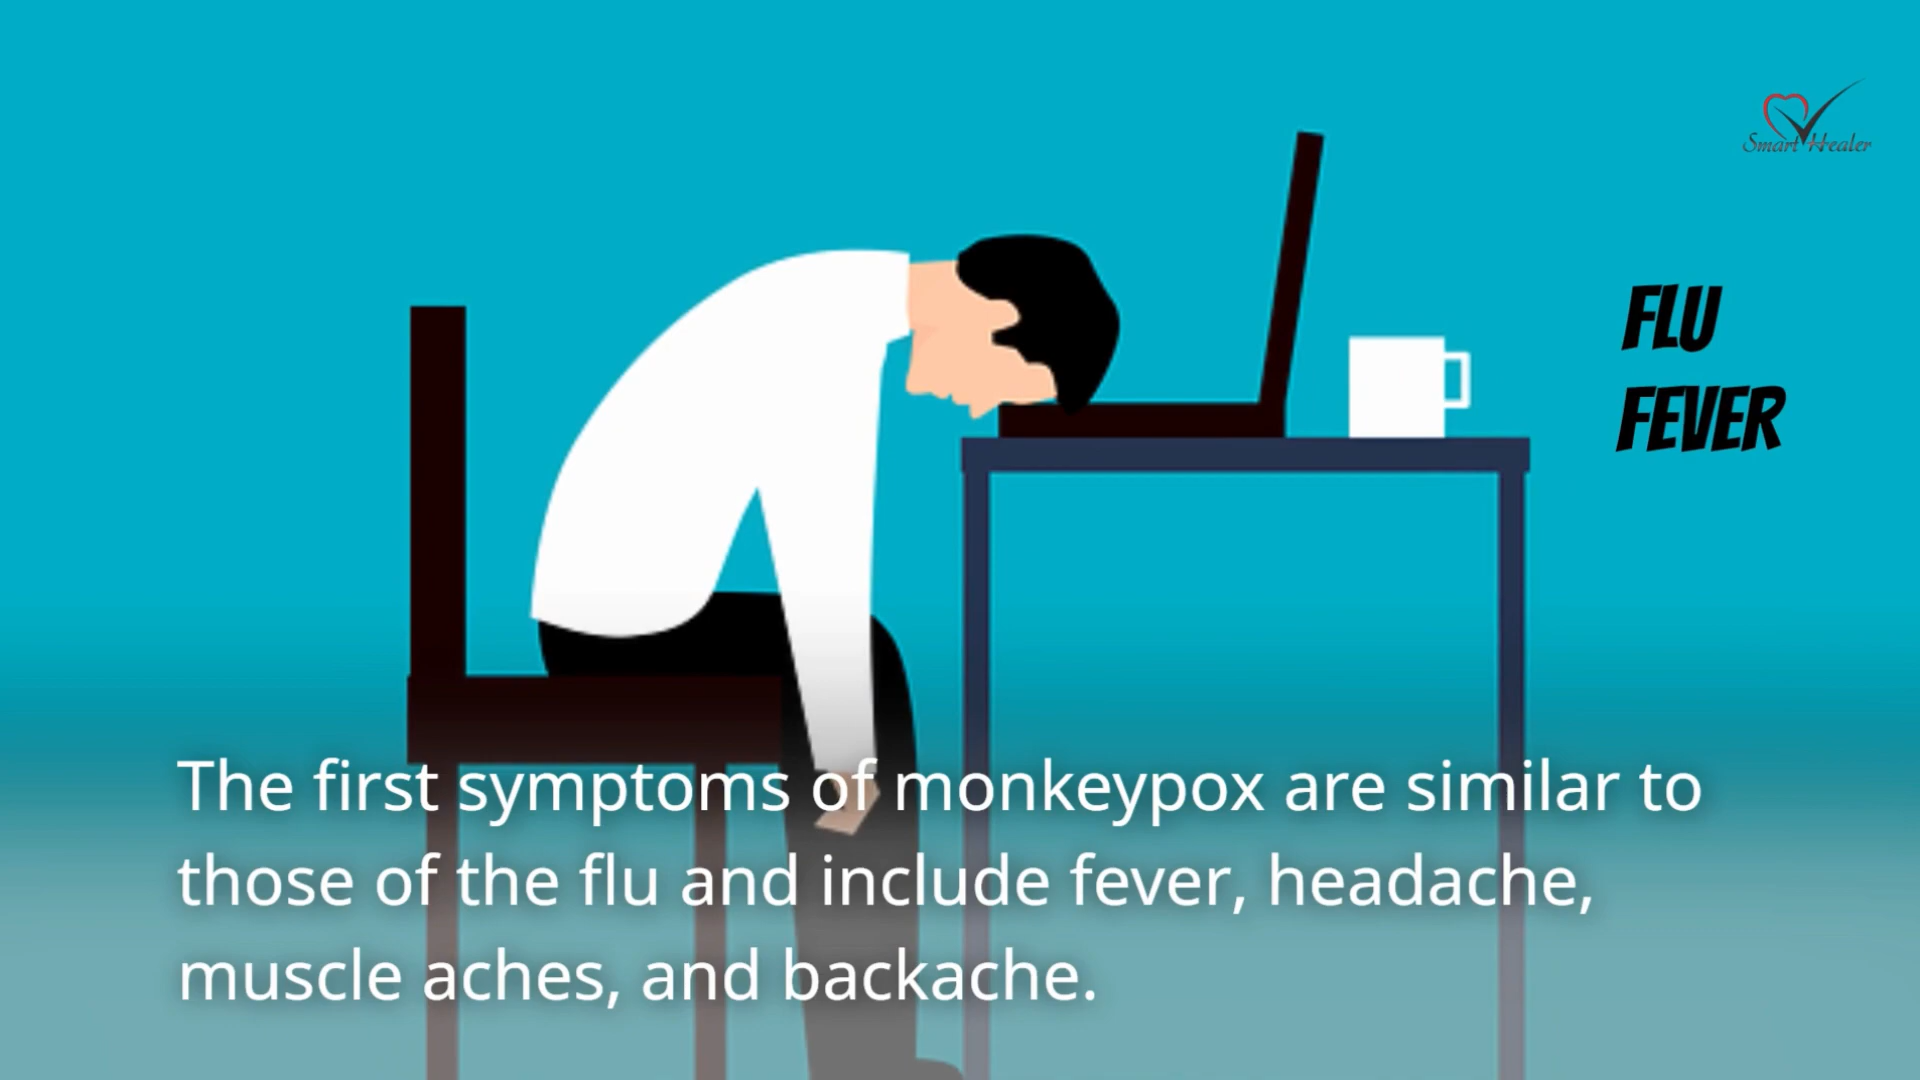 Smart Healer
FLU
FEVER
The first symptoms of monkeypox are similar to
those of the flu and include fever, headache,
muscle aches, and backache.